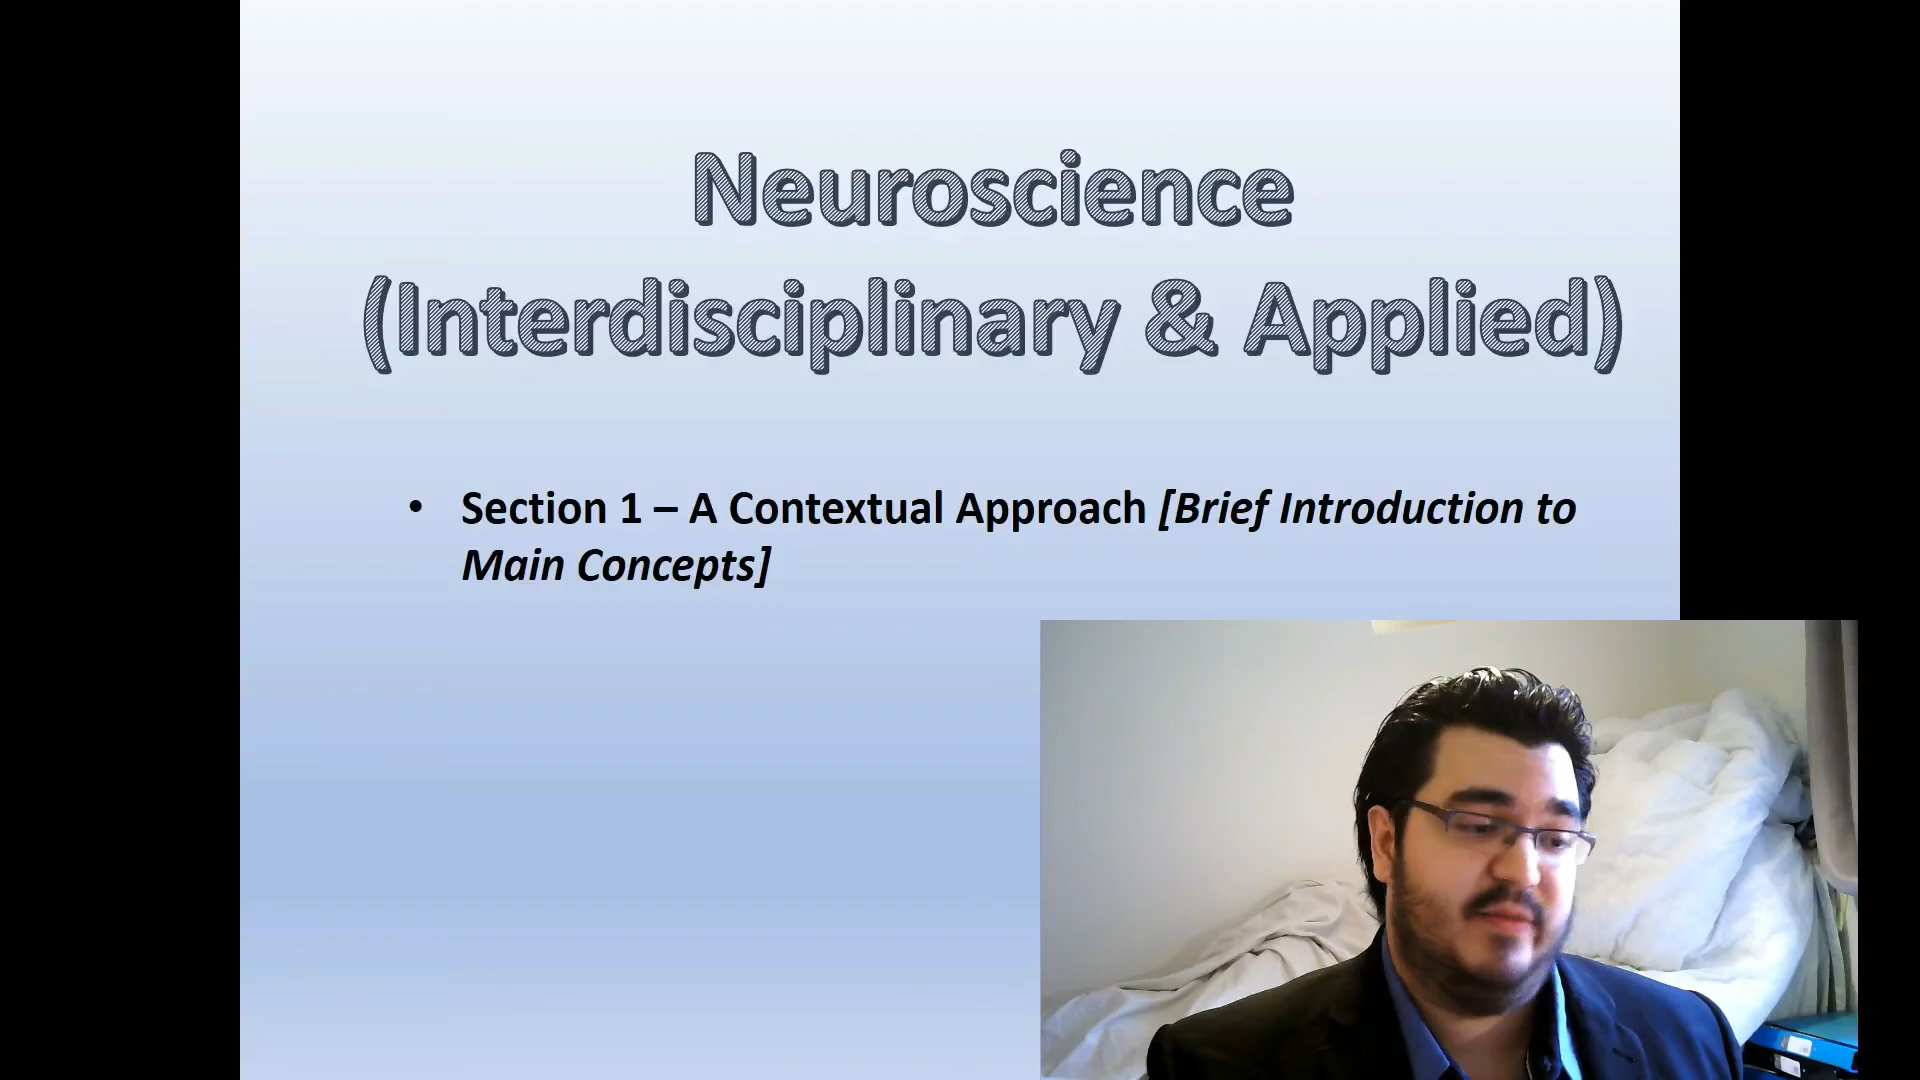 Neuroscience
(Interdisciplinary & Applied)
• Section 1 – A Contextual Approach [Brief Introduction to
Main Concepts]